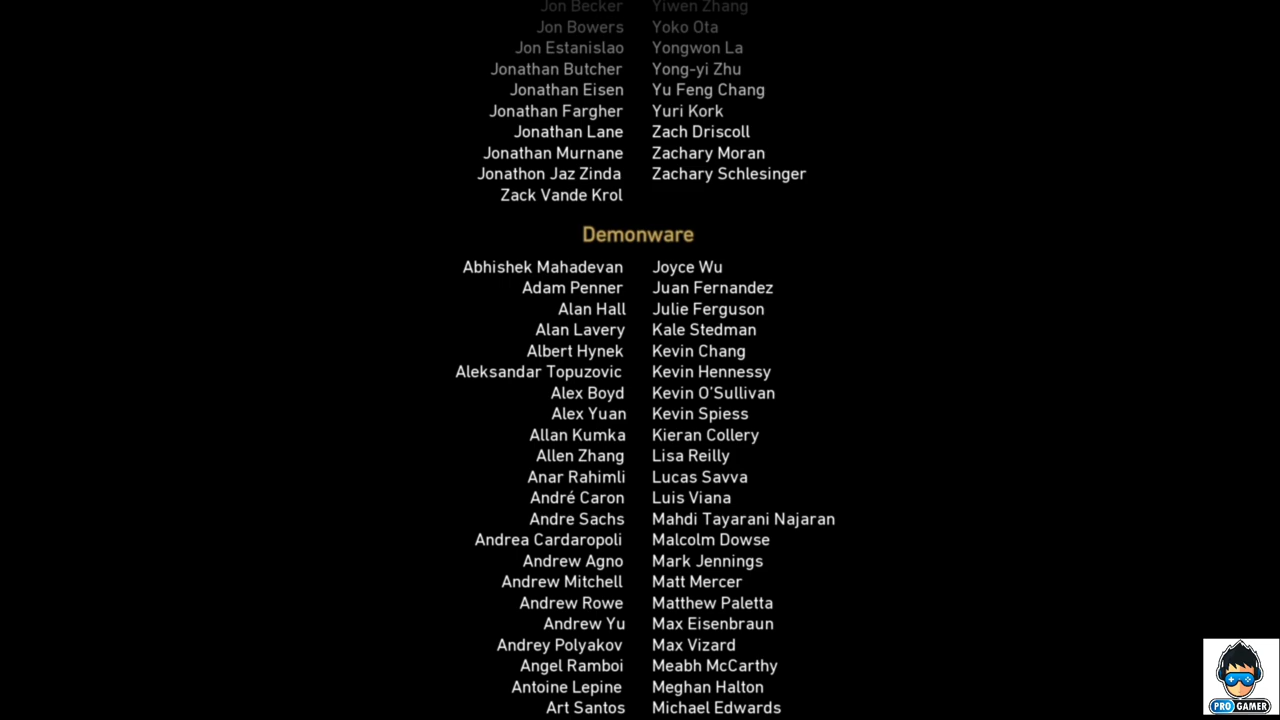 Jon Becker Yiwen Zhang
Jon Bowers Yoko Ota
Jon Estanislao Yongwon La
Jonathan Butcher Yong-yi Zhu
Jonathan Eisen Yu Feng Chang
Jonathan Fargher Yuri Kork
Jonathan Lane Zach Driscoll
Jonathan Murnane Zachary Moran
Jonathon Jaz Zinda Zachary Schlesinger
Zack Vande Krol
Demonware
Abhishek Mahadevan Joyce Wu
Adam Penner Juan Fernandez
Alan Hall Julie Ferguson
Alan Lavery Kale Stedman
Albert Hynek Kevin Chang
Aleksandar Topuzovic Kevin Hennessy
Alex Boyd Kevin O'Sullivan
Alex Yuan Kevin Spiess
Allan Kumka Kieran Collery
Allen Zhang Lisa Reilly
Anar Rahimli Lucas Savva
André Caron Luis Viana
Andre Sachs Mahdi Tayarani Najaran
Andrea Cardaropoli Malcolm Dowse
Andrew Agno Mark Jennings
Andrew Mitchell Matt Mercer
Andrew Rowe Matthew Paletta
Andrew Yu Max Eisenbraun
Andrey Polyakov Max Vizard
Angel Ramboi Meabh McCarthy
Antoine Lepine Meghan Halton
Art Santos Michael Edwards
PRO GAMER